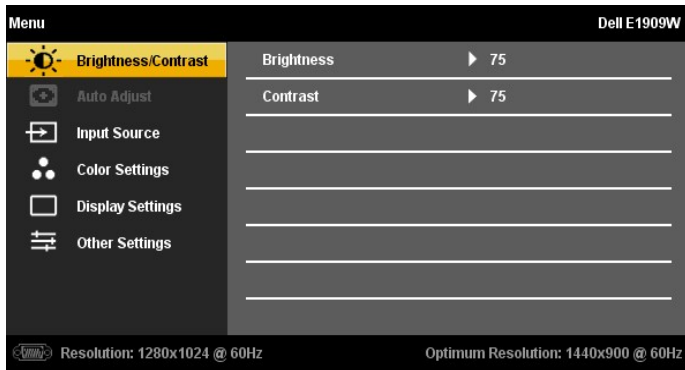 Menu Dell E1909W
Brightness/Contrast Brightness 75
Auto Adjust Contrast 75
Input Source
Color Settings
Display Settings
Other Settings
Resolution: 1280x1024 @ 60Hz Optimum Resolution: 1440x900 @ 60Hz